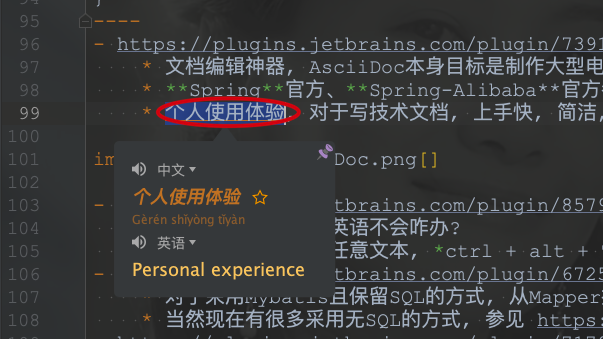 95 ----
96 - https://plugins.jetbrains.com/plugin/7391
97 * 文档编辑神器, AsciiDoc本身目标是制作大型电
98 * **Spring**官方、**Spring-Alibaba**官方
99 * 个人使用体验, 对于写技术文档, 上手快, 简洁,
100
101 im Doc.png[]
102
103 - jetbrains.com/plugin/8579
104 英语不会咋办?
105 任意文本, *ctrl + alt +
106 - jetbrains.com/plugin/6725
107 * 对于采用Mybatis且保留SQL的方式, 从Mapper
108 * 当然现在有很多采用无SQL的方式, 参见 https:
中文
个人使用体验
Gèrén shǐyòng tǐyàn
英语
Personal experience